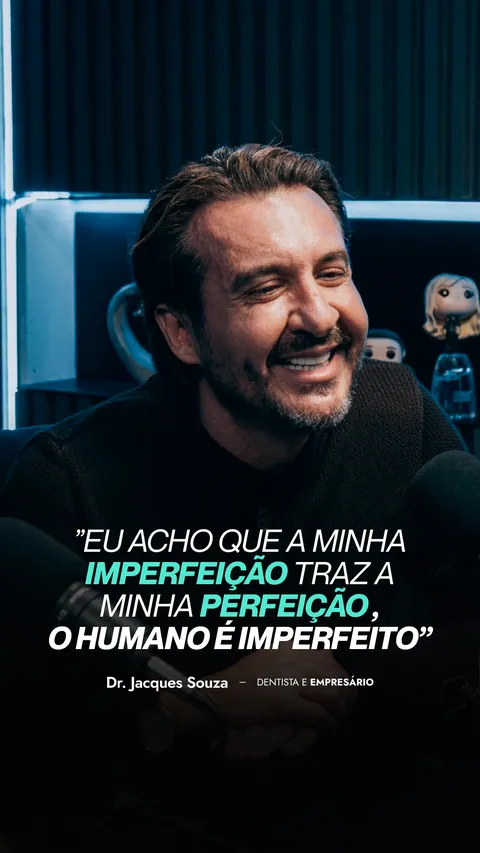 ”EU ACHO QUE A MINHA
IMPERFEIÇÃO TRAZ A
MINHA PERFEIÇÃO,
O HUMANO É IMPERFEITO”
Dr. Jacques Souza – DENTISTA E EMPRESÁRIO